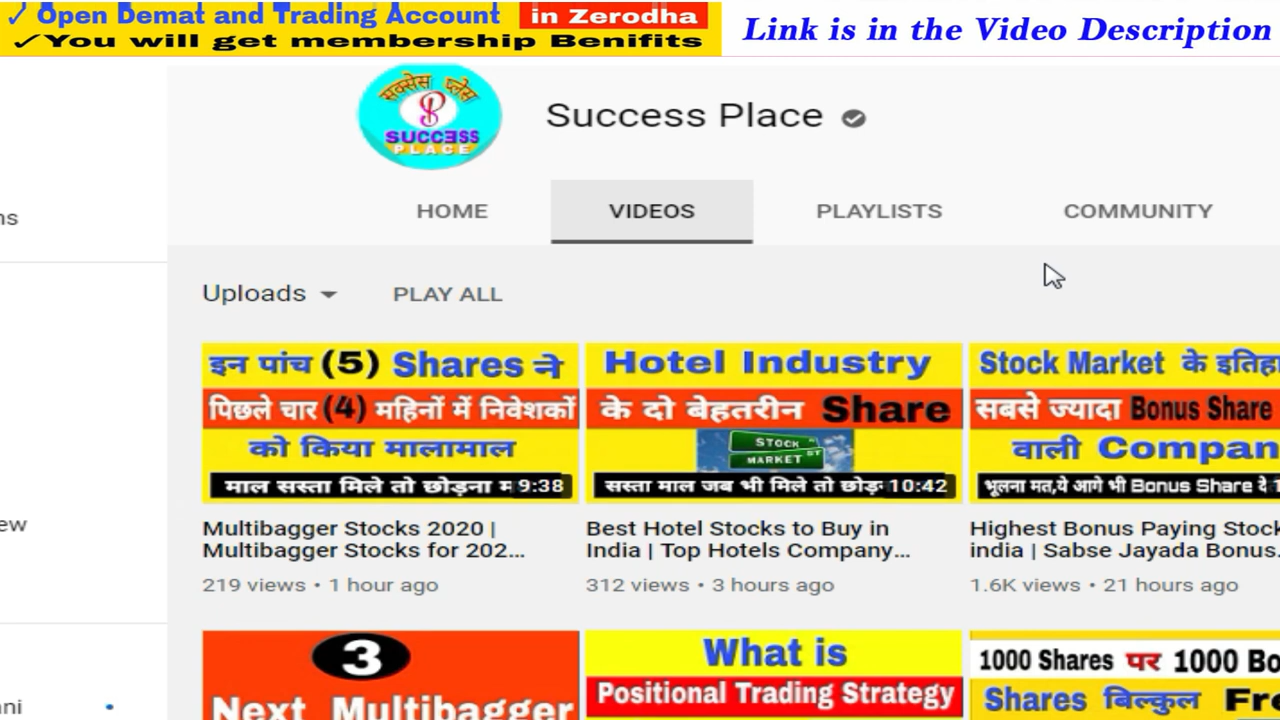 ✓ Open Demat and Trading Account in Zerodha
✓You will get membership Benifits
Link is in the Video Description
सक्सेस प्लेस
SUCCESS
PLACE
Success Place
HOME
VIDEOS
PLAYLISTS
COMMUNITY
Uploads
PLAY ALL
इन पांच (5) Shares ने
पिछले चार (4) महिनों में निवेशकों
को किया मालामाल
माल सस्ता मिले तो छोड़ना
9:38
Multibagger Stocks 2020 |
Multibagger Stocks for 202...
219 views • 1 hour ago
Hotel Industry
के दो बेहतरीन Share
STOCK
MARKET ST
सस्ता माल जब भी मिले तो
10:42
Best Hotel Stocks to Buy in
India | Top Hotels Company...
312 views • 3 hours ago
Stock Market के
सबसे ज्यादा Bonus Share
वाली Compan
भूलना मत,ये आगे भी Bonus Share दे
Highest Bonus Paying Stock
india | Sabse Jayada Bonus.
1.6K views • 21 hours ago
3
Next Multibagger
What is
Positional Trading Strategy
1000 Shares पर 1000 Bo
Shares बिल्कुल Fre
ns
ew
ani